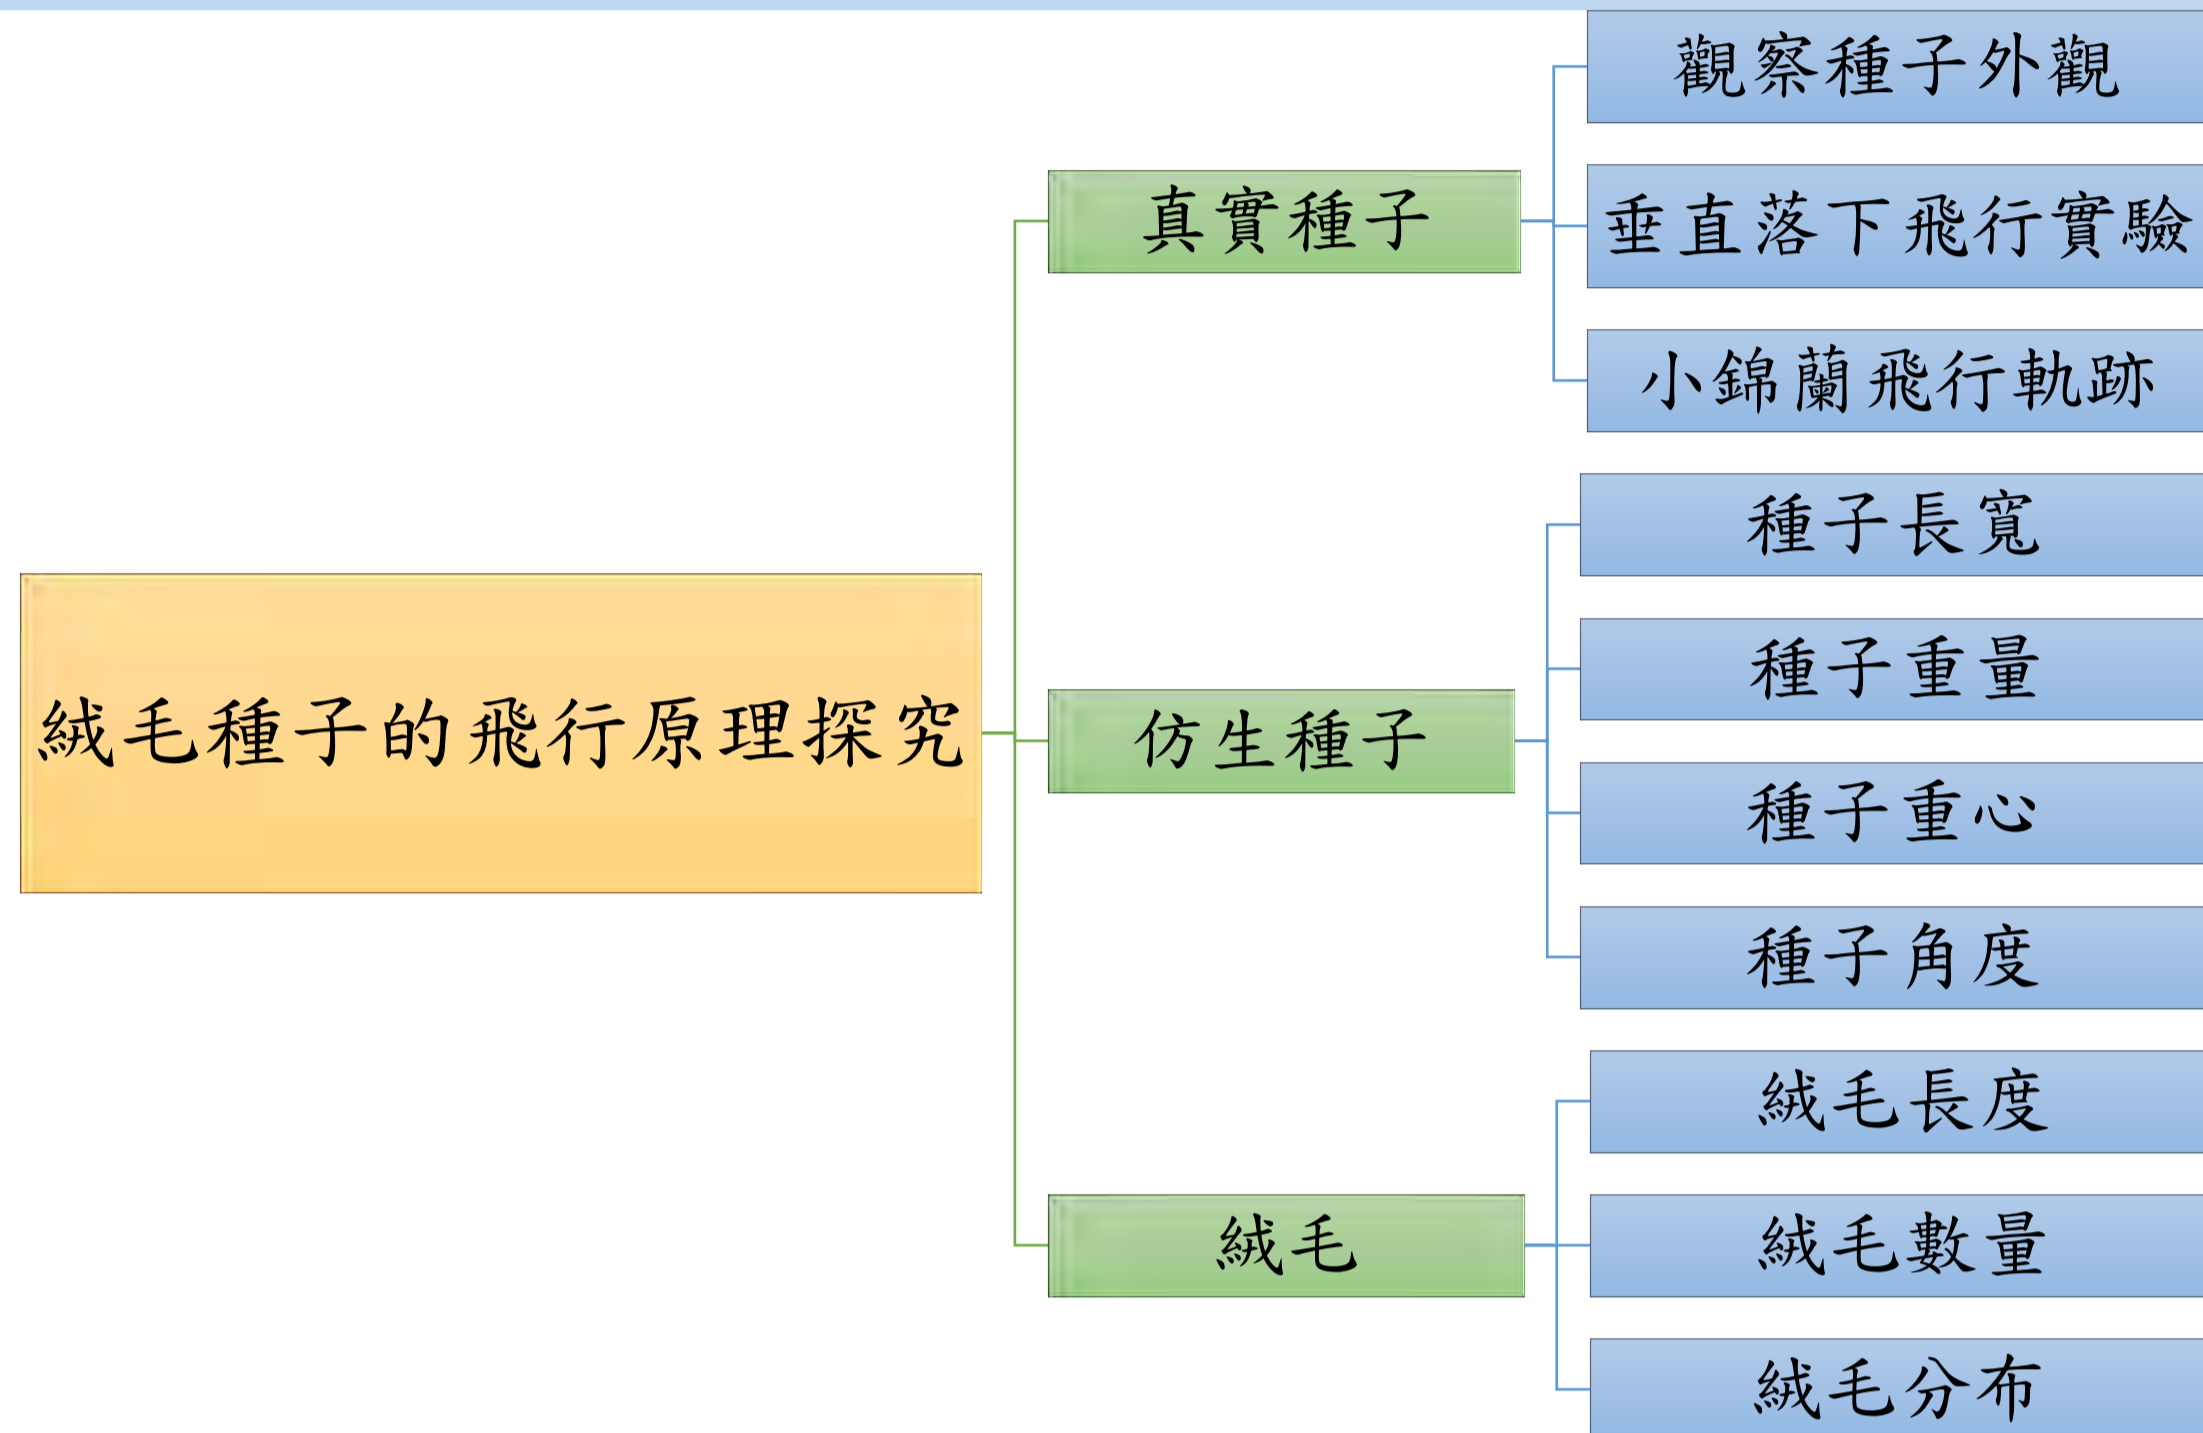 絨毛種子的飛行原理探究
真實種子
觀察種子外觀
垂直落下飛行實驗
小錦蘭飛行軌跡
仿生種子
種子長寬
種子重量
種子重心
種子角度
絨毛
絨毛長度
絨毛數量
絨毛分布